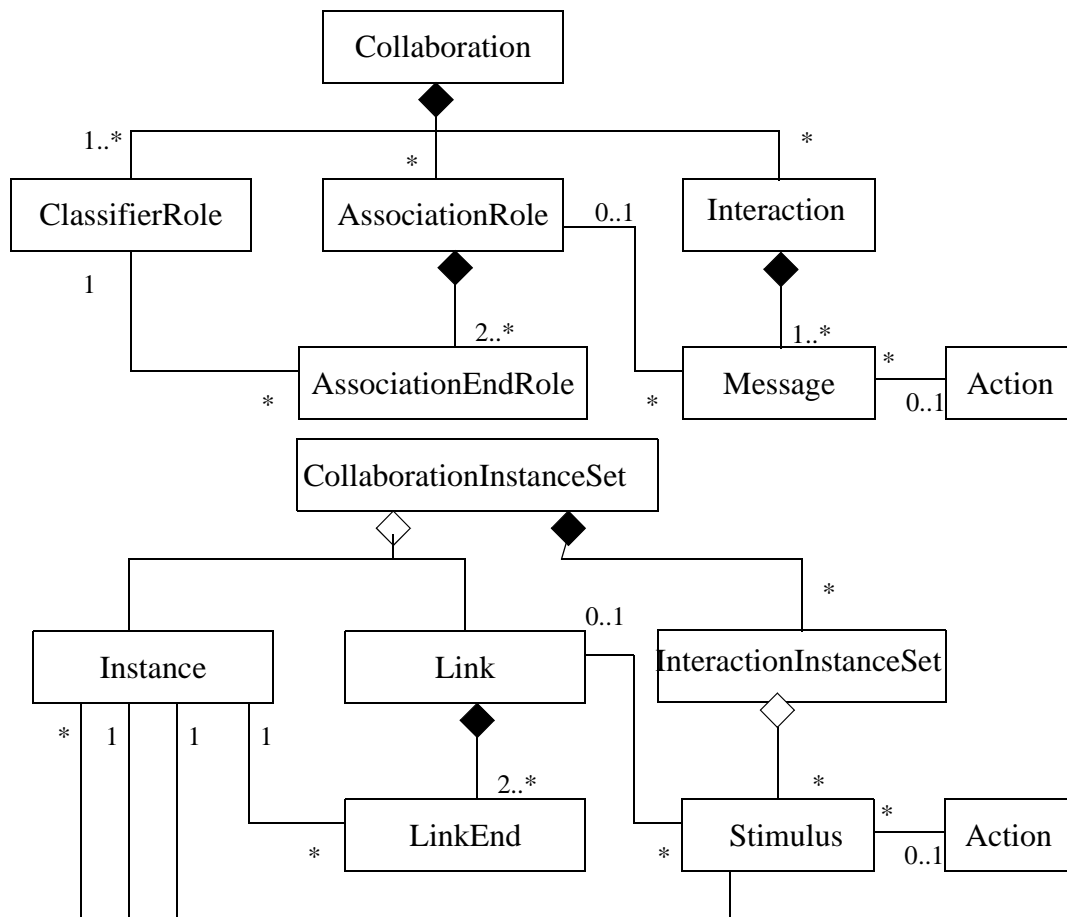 Collaboration
1..*
*
*
ClassifierRole
AssociationRole
0..1
Interaction
1
2..*
1..*
*
AssociationEndRole
*
*
Message
0..1
Action
CollaborationInstanceSet
*
0..1
Instance
Link
InteractionInstanceSet
*
1
1
1
2..*
*
*
LinkEnd
*
*
Stimulus
0..1
Action